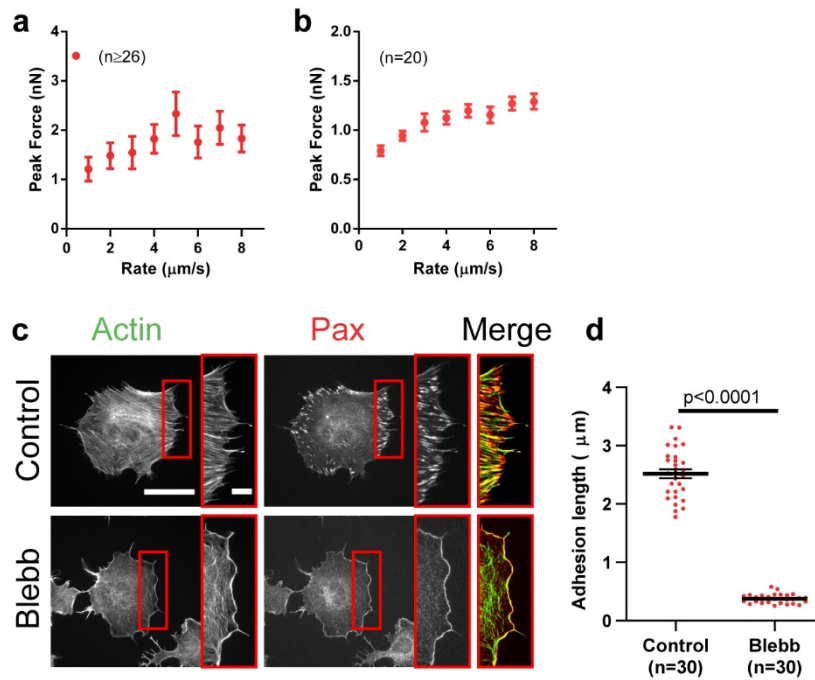 a
Peak Force (nN)
4
3
2
1
0
(n≥26)
0 2 4 6 8
Rate (μm/s)
b
Peak Force (nN)
2.0
1.5
1.0
0.5
0.0
(n=20)
0 2 4 6 8
Rate (μm/s)
c
Actin Pax Merge
Control
Blebb
d
Adhesion length ( μm)
4
3
2
1
0
p<0.0001
Control Blebb
(n=30) (n=30)